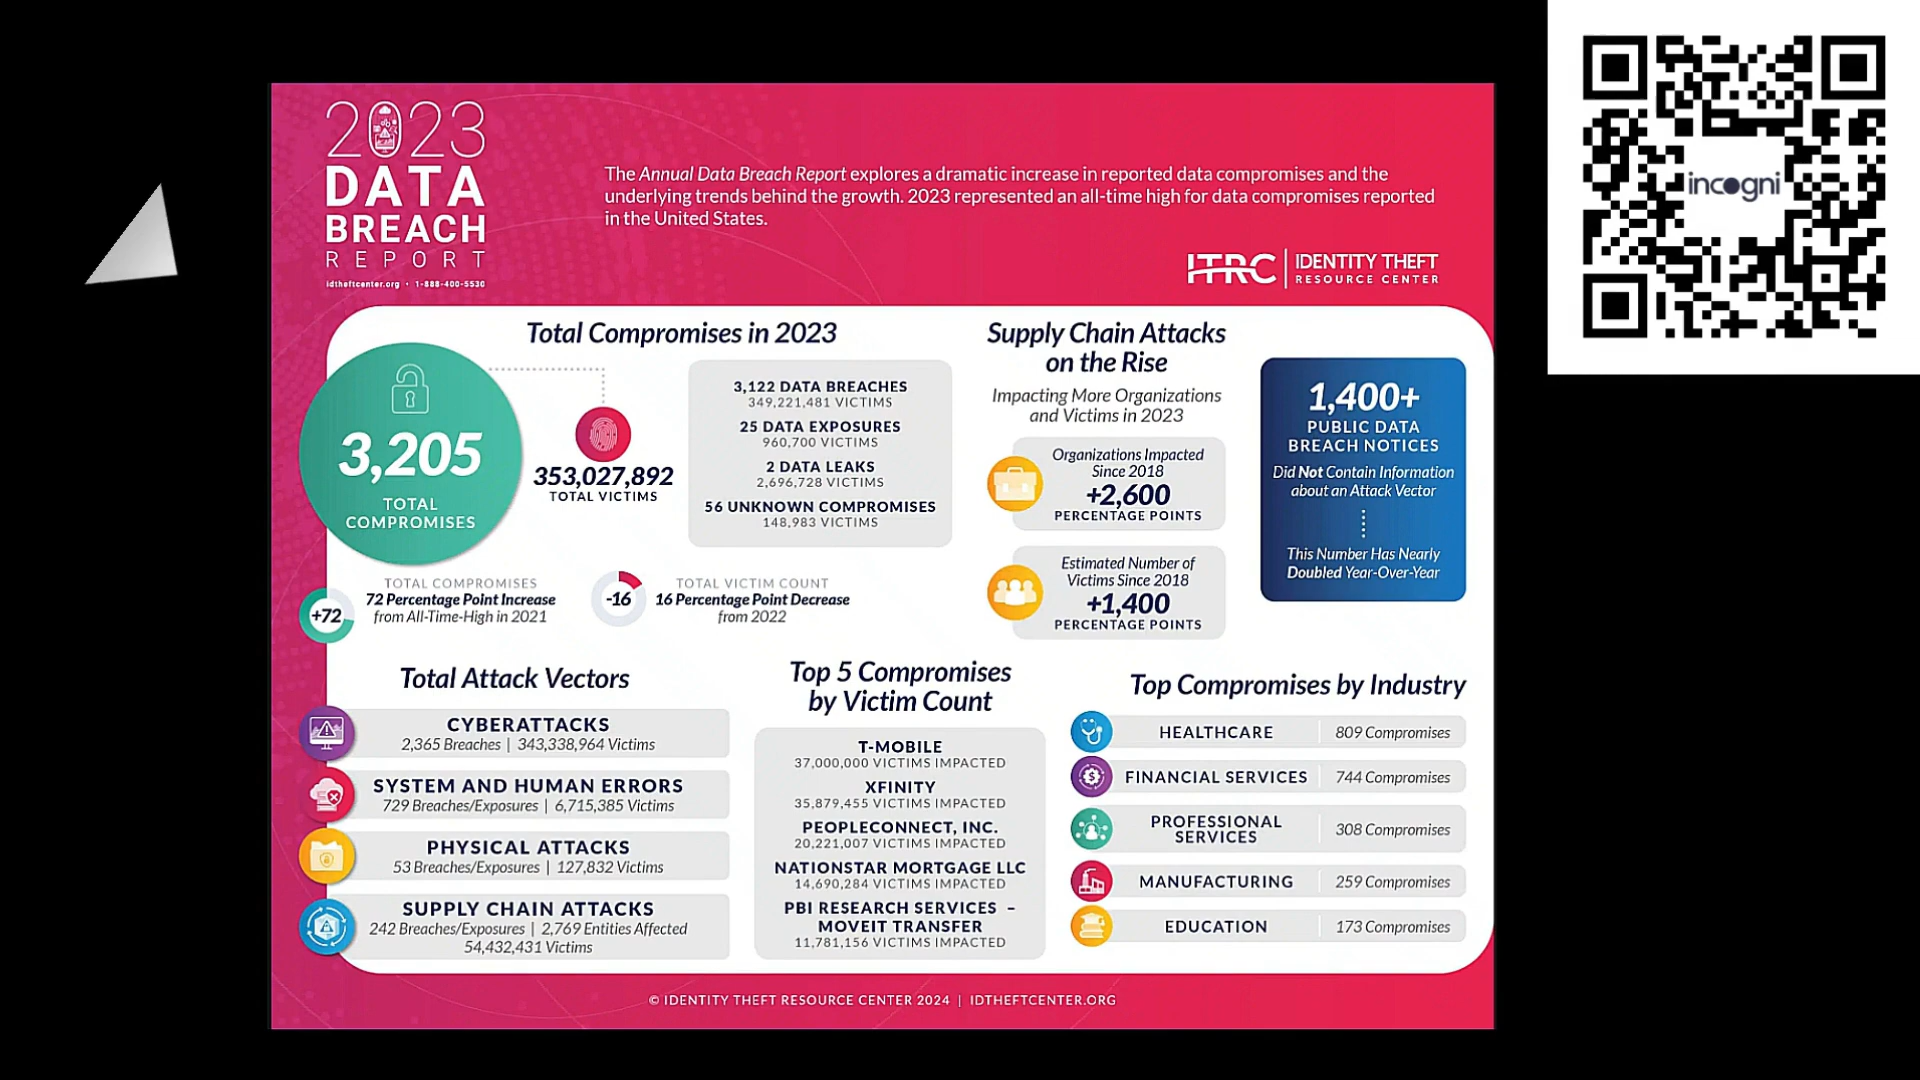 2023
DATA
BREACH
REPORT
idtheftcenter.org • 1-888-400-5530
The Annual Data Breach Report explores a dramatic increase in reported data compromises and the
underlying trends behind the growth. 2023 represented an all-time high for data compromises reported
in the United States.
ITRC | IDENTITY THEFT
RESOURCE CENTER
incogni
Total Compromises in 2023
3,205
TOTAL
COMPROMISES
353,027,892
TOTAL VICTIMS
3,122 DATA BREACHES
349,221,481 VICTIMS
25 DATA EXPOSURES
960,700 VICTIMS
2 DATA LEAKS
2,696,728 VICTIMS
56 UNKNOWN COMPROMISES
148,983 VICTIMS
+72
TOTAL COMPROMISES
72 Percentage Point Increase
from All-Time-High in 2021
-16
TOTAL VICTIM COUNT
16 Percentage Point Decrease
from 2022
Supply Chain Attacks
on the Rise
Impacting More Organizations
and Victims in 2023
Organizations Impacted
Since 2018
+2,600
PERCENTAGE POINTS
Estimated Number of
Victims Since 2018
+1,400
PERCENTAGE POINTS
1,400+
PUBLIC DATA
BREACH NOTICES
Did Not Contain Information
about an Attack Vector
This Number Has Nearly
Doubled Year-Over-Year
Total Attack Vectors
CYBERATTACKS
2,365 Breaches | 343,338,964 Victims
SYSTEM AND HUMAN ERRORS
729 Breaches/Exposures | 6,715,385 Victims
PHYSICAL ATTACKS
53 Breaches/Exposures | 127,832 Victims
SUPPLY CHAIN ATTACKS
242 Breaches/Exposures | 2,769 Entities Affected
54,432,431 Victims
Top 5 Compromises
by Victim Count
T-MOBILE
37,000,000 VICTIMS IMPACTED
XFINITY
35,879,455 VICTIMS IMPACTED
PEOPLECONNECT, INC.
20,221,007 VICTIMS IMPACTED
NATIONSTAR MORTGAGE LLC
14,690,284 VICTIMS IMPACTED
PBI RESEARCH SERVICES –
MOVEIT TRANSFER
11,781,156 VICTIMS IMPACTED
Top Compromises by Industry
HEALTHCARE 809 Compromises
FINANCIAL SERVICES 744 Compromises
PROFESSIONAL
SERVICES 308 Compromises
MANUFACTURING 259 Compromises
EDUCATION 173 Compromises
© IDENTITY THEFT RESOURCE CENTER 2024 | IDTHEFTCENTER.ORG